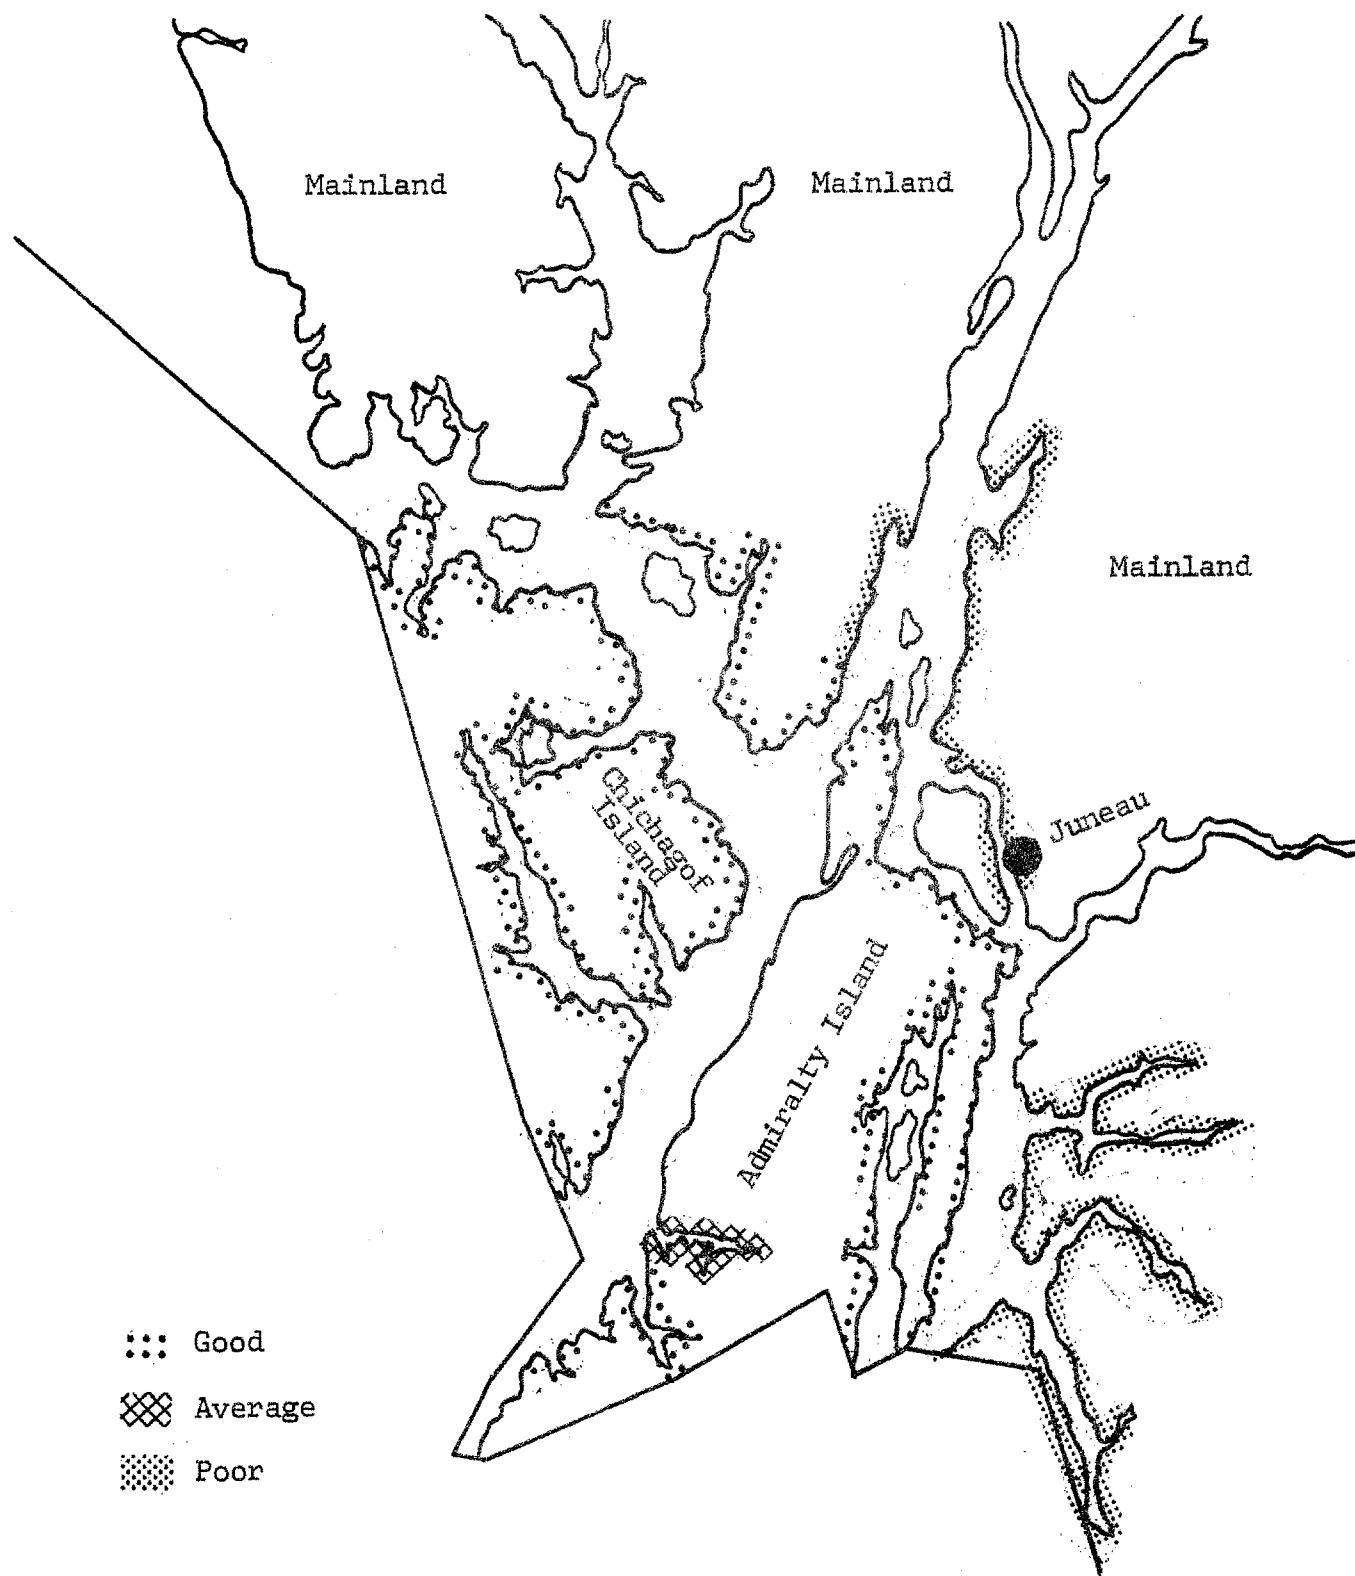 Mainland
Mainland
Mainland
Juneau
Chichagof
Island
Admiralty Island
Good
Average
Poor